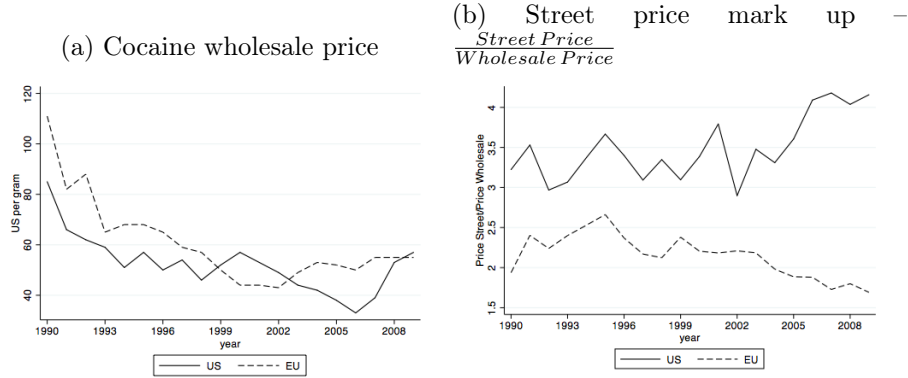 (a) Cocaine wholesale price
US per gram
120
100
80
60
40
1990 1993 1996 1999 2002 2005 2008
year
US EU
(b) Street price mark up –
Street Price
Wholesale Price
Price Street/Price Wholesale
4
3.5
3
2.5
2
1.5
1990 1993 1996 1999 2002 2005 2008
year
US EU